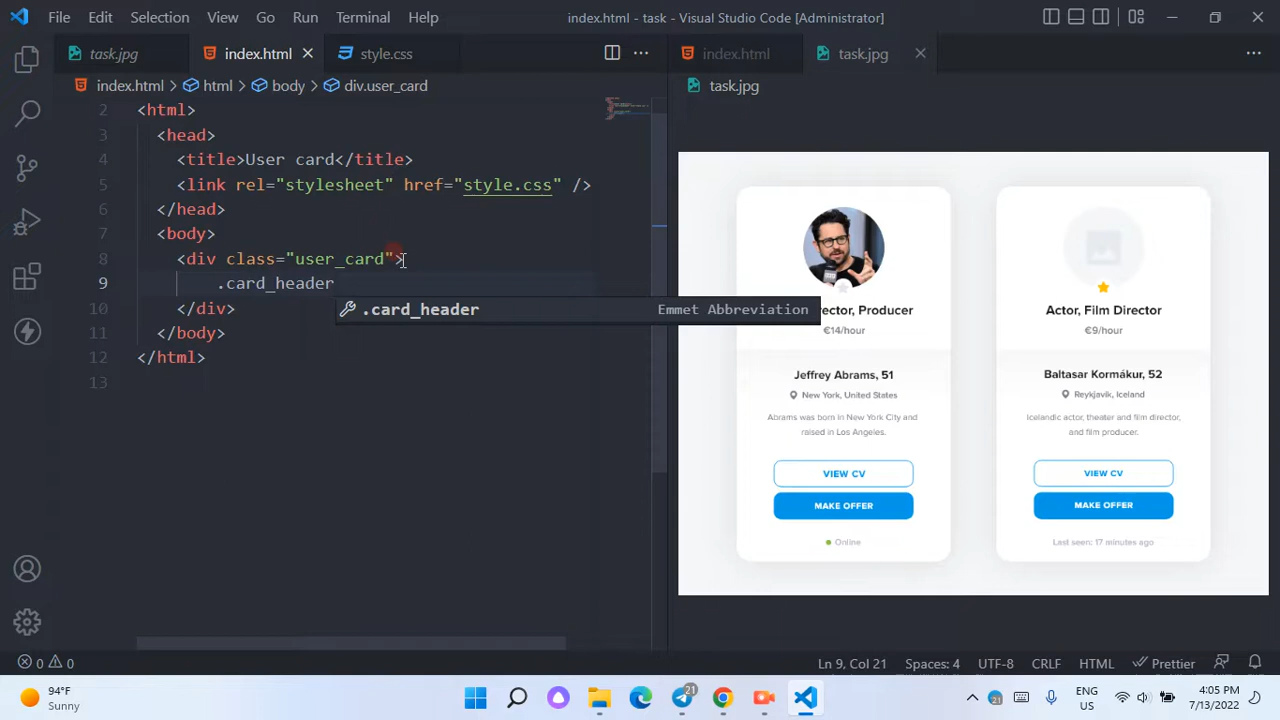 File Edit Selection View Go Run Terminal Help index.html - task - Visual Studio Code [Administrator]
task.jpg index.html style.css index.html task.jpg
index.html > html > body > div.user_card
task.jpg
2 <html>
3 <head>
4 <title>User card</title>
5 <link rel="stylesheet" href="style.css" />
6 </head>
7 <body>
8 <div class="user_card">
9 .card_header
.card_header Emmet Abbreviation
10 </div>
11 </body>
12 </html>
13
ector, Producer
€14/hour
Jeffrey Abrams, 51
New York, United States
Abrams was born in New York City and
raised in Los Angeles.
VIEW CV
MAKE OFFER
Online
Actor, Film Director
€9/hour
Baltasar Kormákur, 52
Reykjavik, Iceland
Icelandic actor, theater and film director,
and film producer.
VIEW CV
MAKE OFFER
Last seen: 17 minutes ago
0 0 Ln 9, Col 21 Spaces: 4 UTF-8 CRLF HTML Prettier
94°F
Sunny
21
21
ENG
US
4:05 PM
7/13/2022